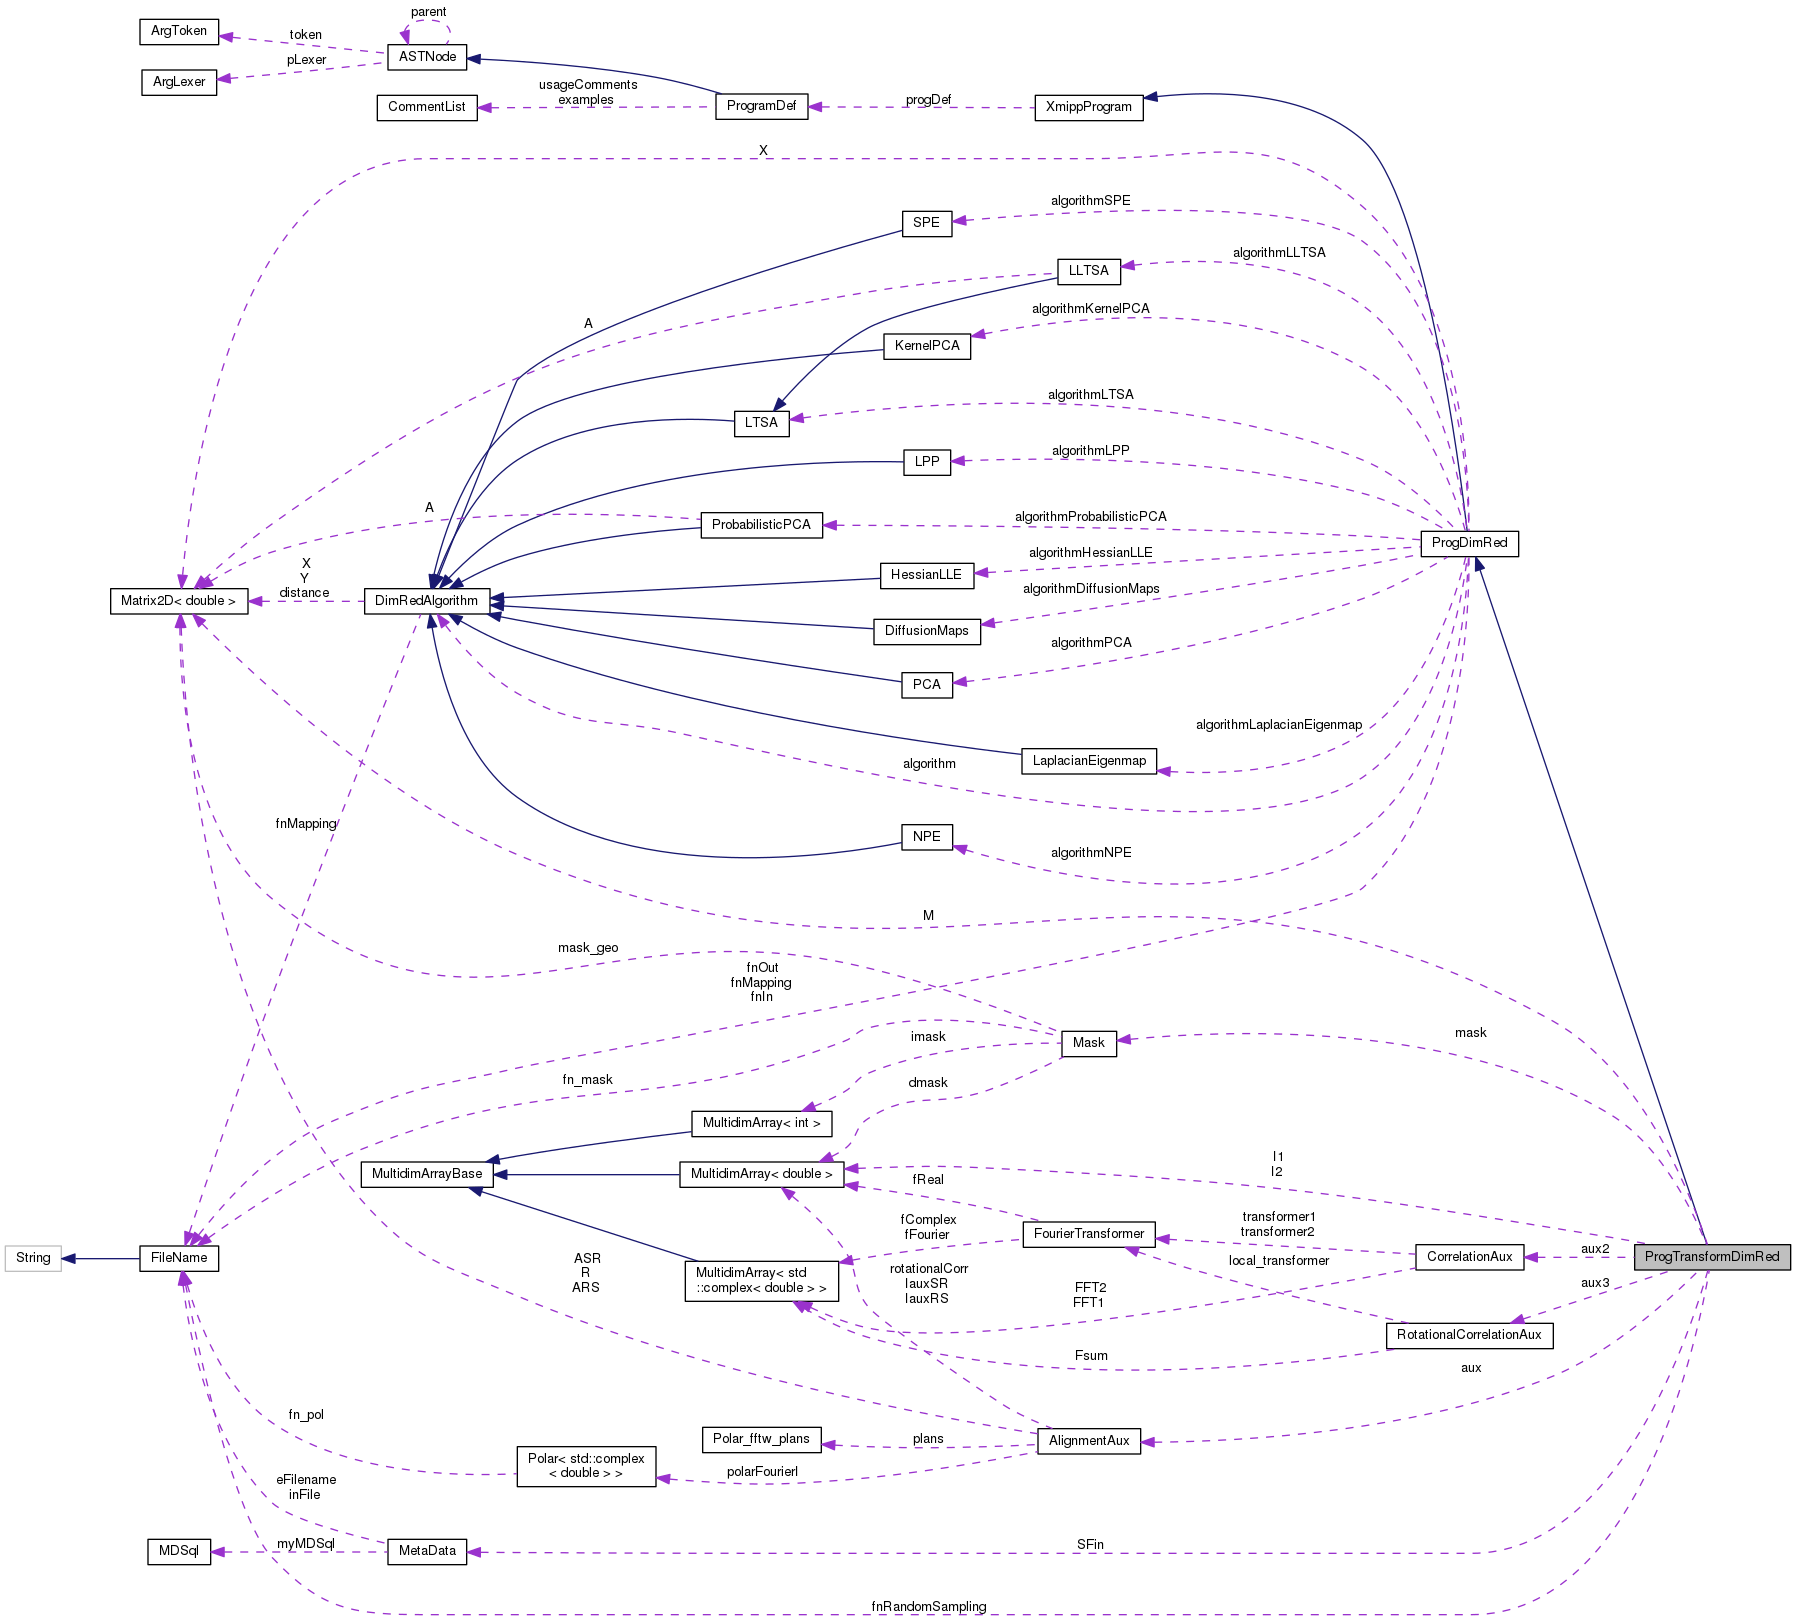 parent
ArgToken
token
ASTNode
pLexer
ArgLexer
usageComments
examples
CommentList
ProgramDef
progDef
XmippProgram
X
algorithmSPE
SPE
algorithmLLTSA
LLTSA
algorithmKernelPCA
A
KernelPCA
algorithmLTSA
LTSA
algorithmLPP
LPP
A
algorithmProbabilisticPCA
ProbabilisticPCA
ProgDimRed
algorithmHessianLLE
X
Y
distance
HessianLLE
algorithmDiffusionMaps
Matrix2D< double >
DimRedAlgorithm
DiffusionMaps
algorithmPCA
PCA
algorithmLaplacianEigenmap
LaplacianEigenmap
algorithm
fnMapping
NPE
algorithmNPE
M
mask_geo
fnOut
fnMapping
fnIn
imask
Mask
mask
fn_mask
dmask
MultidimArray< int >
MultidimArrayBase
MultidimArray< double >
I1
I2
fReal
fComplex
fFourier
FourierTransformer
transformer1
transformer2
String
FileName
ASR
R
ARS
MultidimArray< std
::complex< double > >
rotationalCorr
IauxSR
IauxRS
local_transformer
CorrelationAux
aux2
ProgTransformDimRed
aux3
FFT2
FFT1
RotationalCorrelationAux
Fsum
aux
fn_pol
Polar_fftw_plans
plans
AlignmentAux
Polar< std::complex
< double > >
polarFourierI
eFilename
inFile
MDSql
myMDSql
MetaData
SFin
fnRandomSampling